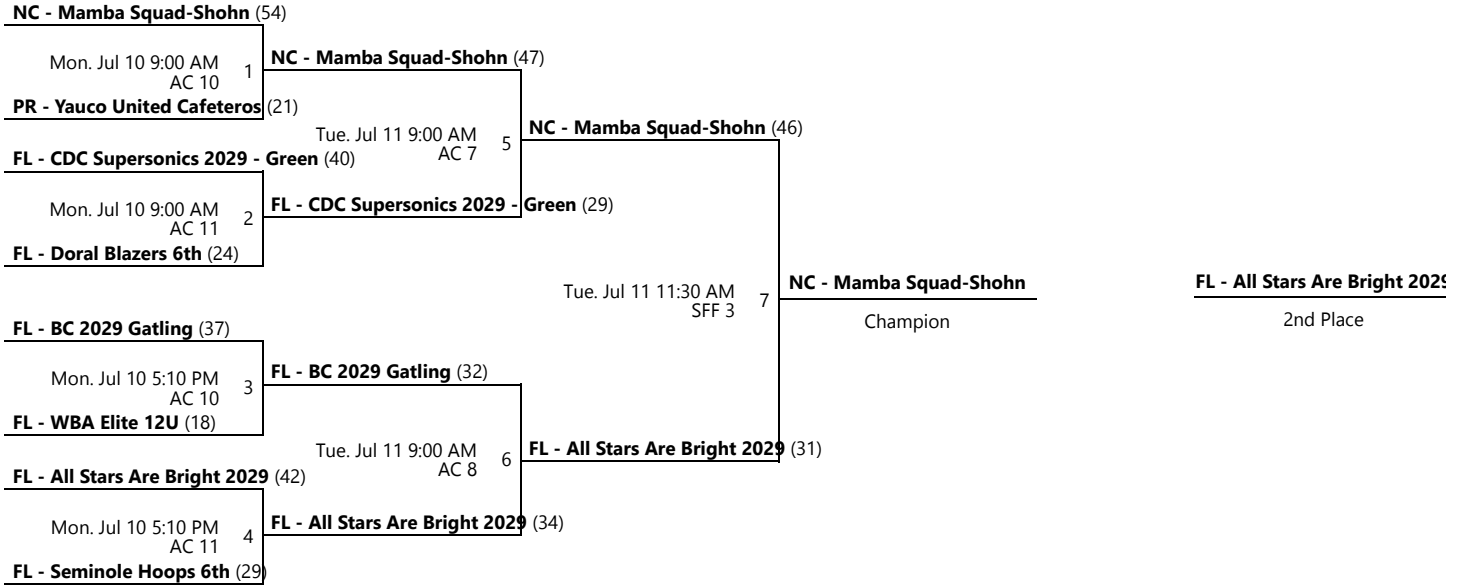 NC - Mamba Squad-Shohn (54)
Mon. Jul 10 9:00 AM
AC 10
1
PR - Yauco United Cafeteros (21)
NC - Mamba Squad-Shohn (47)
Tue. Jul 11 9:00 AM
AC 7
5
FL - CDC Supersonics 2029 - Green (40)
Mon. Jul 10 9:00 AM
AC 11
2
FL - Doral Blazers 6th (24)
FL - CDC Supersonics 2029 - Green (29)
NC - Mamba Squad-Shohn (46)
Tue. Jul 11 11:30 AM
SFF 3
7
NC - Mamba Squad-Shohn
Champion
FL - All Stars Are Bright 2029
2nd Place
FL - BC 2029 Gatling (37)
Mon. Jul 10 5:10 PM
AC 10
3
FL - WBA Elite 12U (18)
FL - BC 2029 Gatling (32)
Tue. Jul 11 9:00 AM
AC 8
6
FL - All Stars Are Bright 2029 (31)
FL - All Stars Are Bright 2029 (42)
Mon. Jul 10 5:10 PM
AC 11
4
FL - Seminole Hoops 6th (29)
FL - All Stars Are Bright 2029 (34)